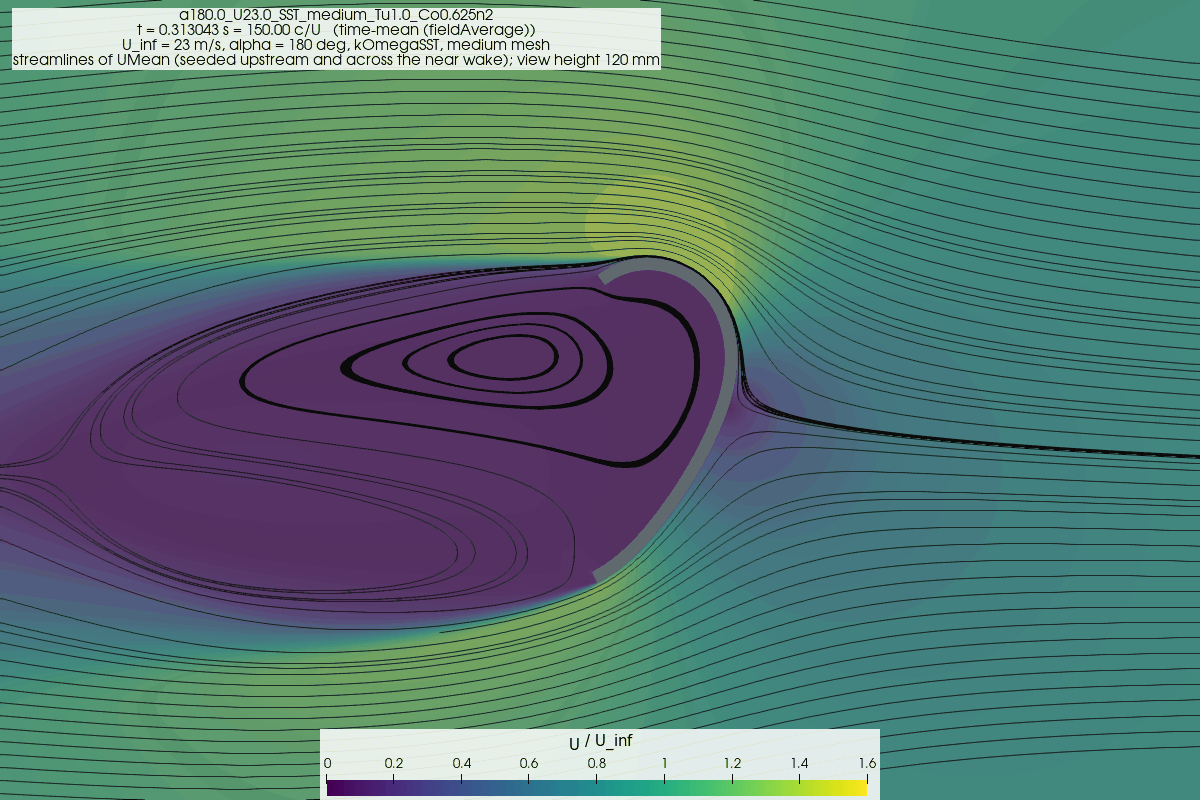 a180.0_U23.0_SST_medium_Tu1.0_Co0.625n2
t = 0.313043 s = 150.00 c/U (time-mean (fieldAverage))
U_inf = 23 m/s, alpha = 180 deg, kOmegaSST, medium mesh
streamlines of UMean (seeded upstream and across the near wake); view height 120 mm
U / U_inf
0 0.2 0.4 0.6 0.8 1 1.2 1.4 1.6